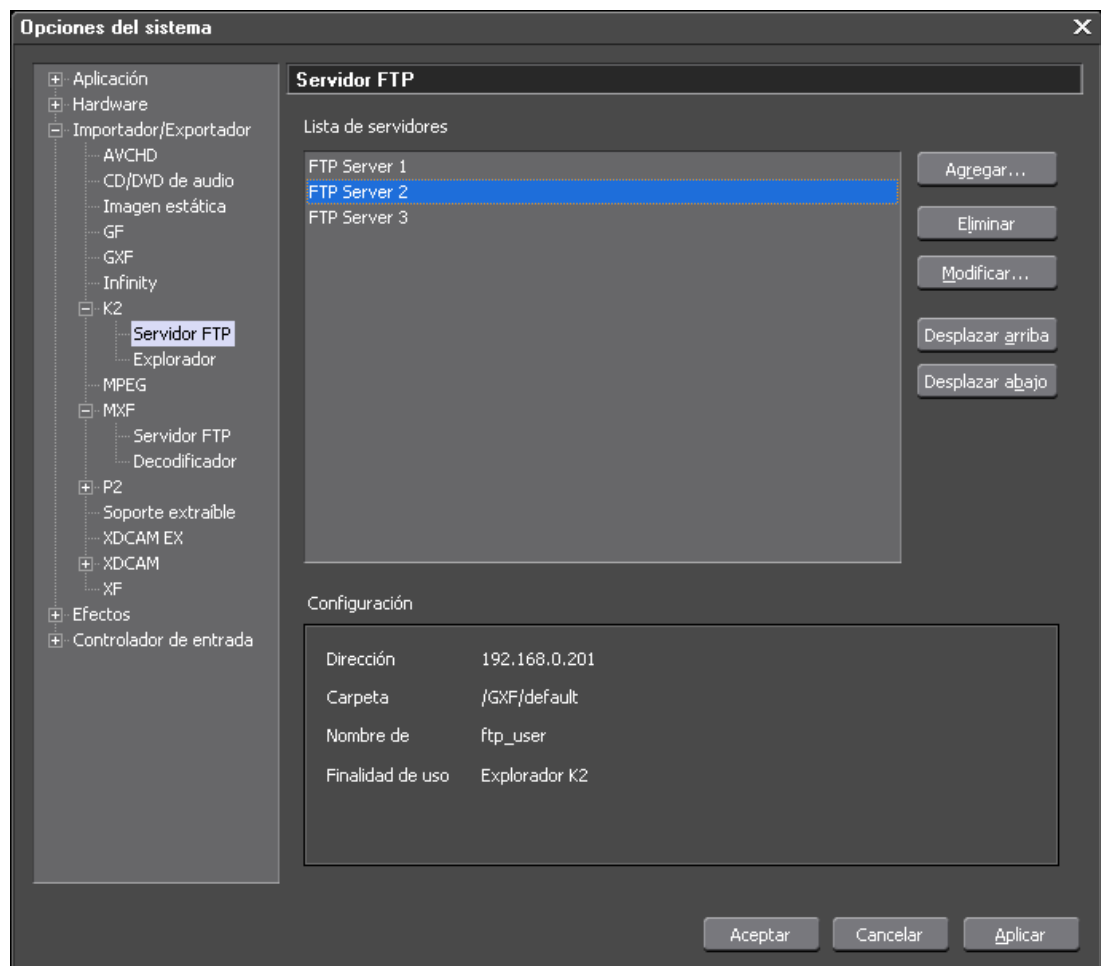 Opciones del sistema
Aplicación
Hardware
Importador/Exportador
AVCHD
CD/DVD de audio
Imagen estática
GF
GXF
Infinity
K2
Servidor FTP
Explorador
MPEG
MXF
Servidor FTP
Decodificador
P2
Soporte extraíble
XDCAM EX
XDCAM
XF
Efectos
Controlador de entrada
Servidor FTP
Lista de servidores
FTP Server 1
FTP Server 2
FTP Server 3
Agregar...
Eliminar
Modificar...
Desplazar arriba
Desplazar abajo
Configuración
Dirección 192.168.0.201
Carpeta /GXF/default
Nombre de ftp_user
Finalidad de uso Explorador K2
Aceptar
Cancelar
Aplicar